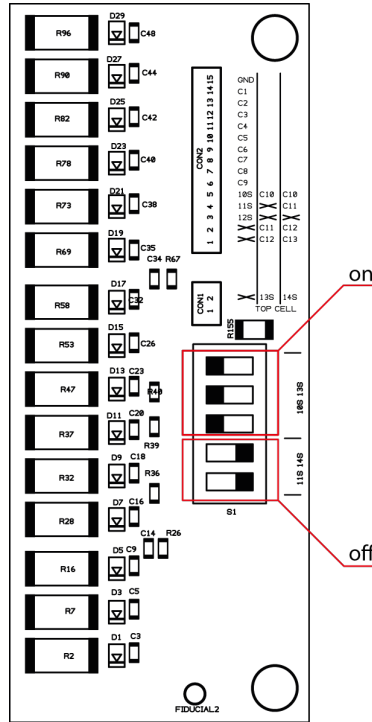 D29
R96 C48
D27
R90 C44
D25
R82 C42
D23
R78 C40
D21
R73 C38
D19
R69 C35
C34 R67
D17
R58 C32
D15
R53 C26
D13 C23
R47 R40
D11 C20
R37
R39
D9 C18
R32 R36
D7 C16
R28
C14 R26
D5 C9
R16
D3 C5
R7
D1 C3
R2
CON2
1 2 3 4 5 6 7 8 9 10 11 12 13 14 15
GND
C1
C2
C3
C4
C5
C6
C7
C8
C9
10S C10 C10
11S C11
12S
C11 C12
C12 C13
13S 14S
TOP CELL
CON1
1 2
R155
on
10S 13S
11S 14S
off
S1
FIDUCIAL2